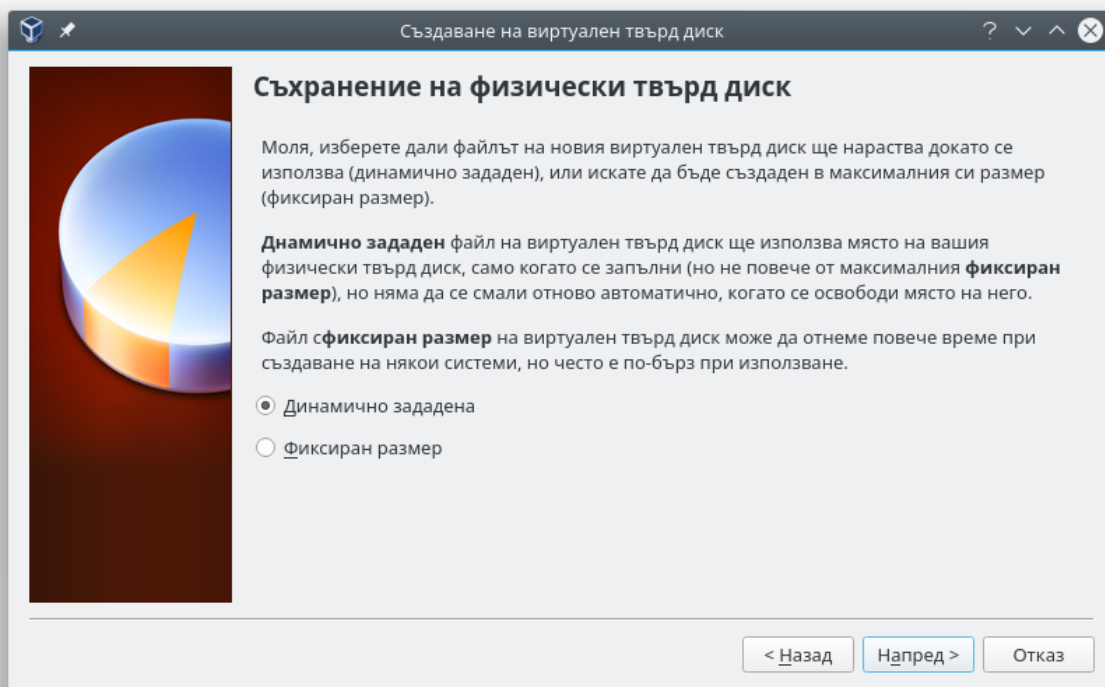 Създаване на виртуален твърд диск
Съхранение на физически твърд диск
Моля, изберете дали файлът на новия виртуален твърд диск ще нараства докато се
използва (динамично зададен), или искате да бъде създаден в максималния си размер
(фиксиран размер).
Днамично зададен файл на виртуален твърд диск ще използва място на вашия
физически твърд диск, само когато се запълни (но не повече от максималния фиксиран
размер), но няма да се смали отново автоматично, когато се освободи място на него.
Файл сфиксиран размер на виртуален твърд диск може да отнеме повече време при
създаване на някои системи, но често е по-бърз при използване.
Динамично зададена
Фиксиран размер
< Назад Напред > Отказ